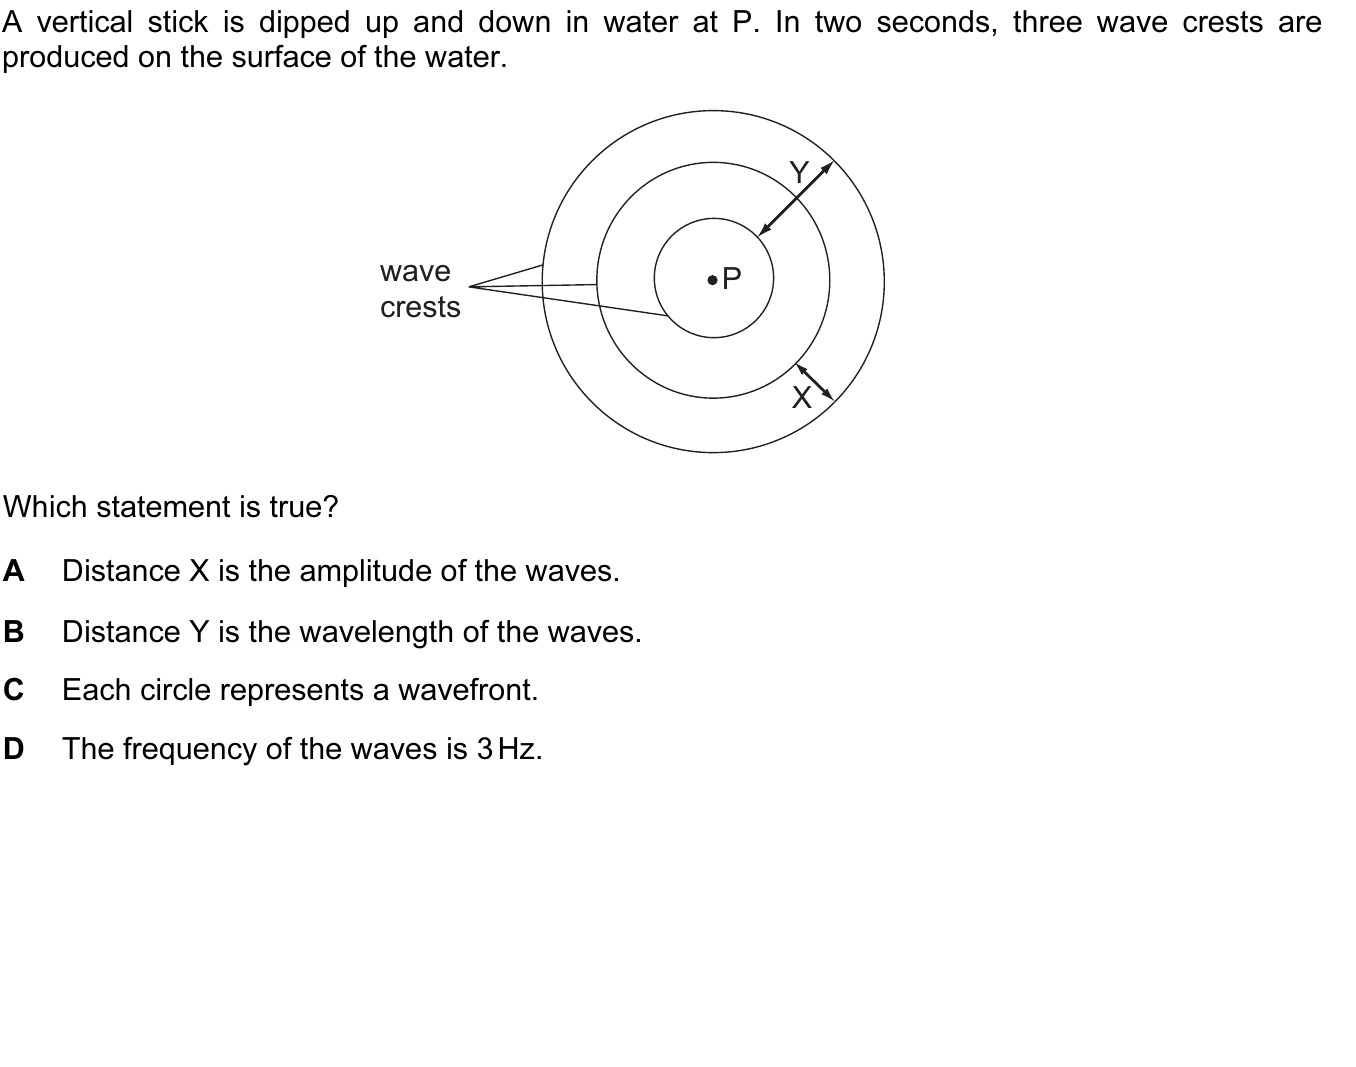 A vertical stick is dipped up and down in water at P. In two seconds, three wave crests are
produced on the surface of the water.
Y
wave
crests
P
X
Which statement is true?
A Distance X is the amplitude of the waves.
B Distance Y is the wavelength of the waves.
C Each circle represents a wavefront.
D The frequency of the waves is 3 Hz.